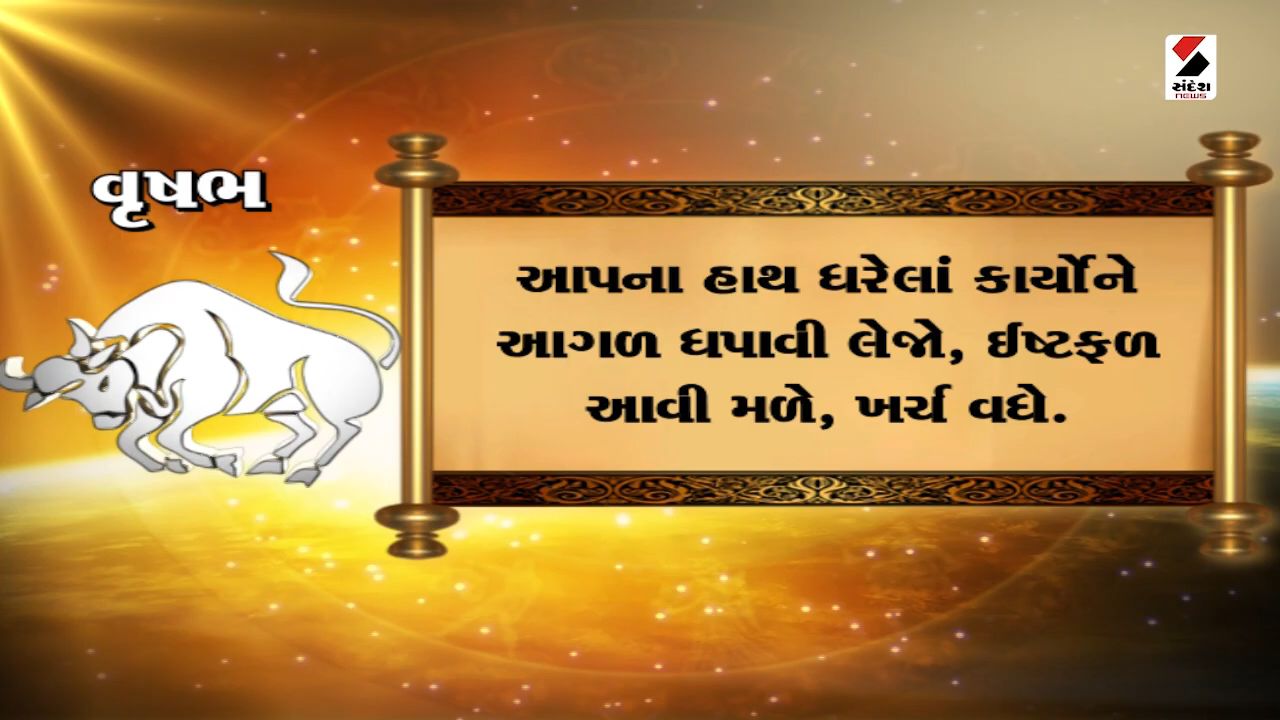 સંદેશ
NEWS
વૃષભ
આપના હાથ ધરેલાં કાર્યોને
આગળ ધપાવી લેજો, ઈષ્ટફળ
આવી મળે, ખર્ચ વધે.